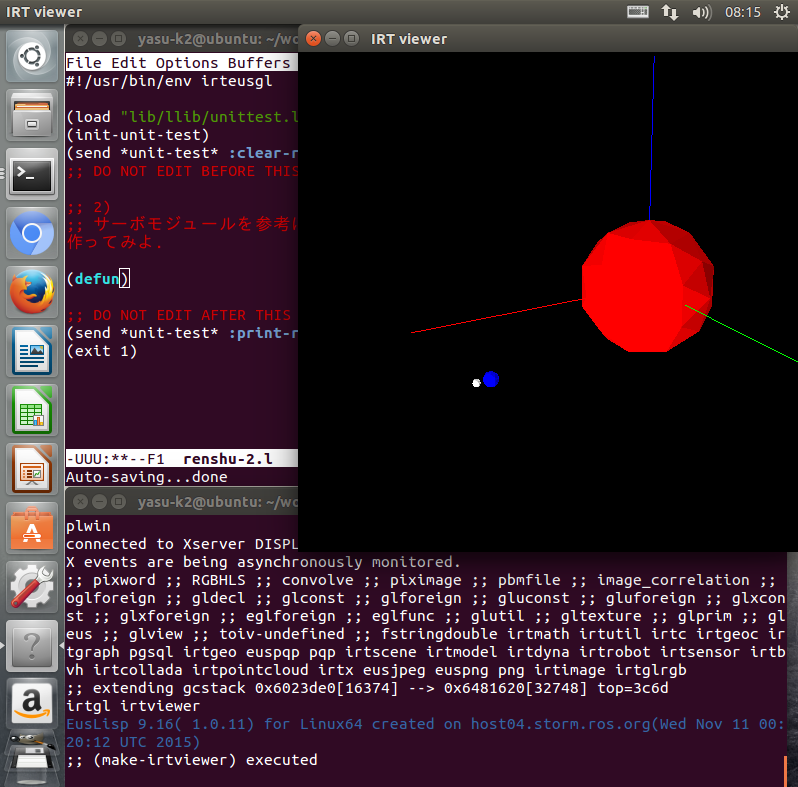 IRT viewer
08:15
yasu-k2@ubuntu: ~/wo
IRT viewer
File Edit Options Buffers
#!/usr/bin/env irteusgl
(load "lib/llib/unittest.l
(init-unit-test)
(send *unit-test* :clear-r
;; DO NOT EDIT BEFORE THIS
;; 2)
;; サーボモジュールを参考に
作ってみよ.
(defun)
;; DO NOT EDIT AFTER THIS
(send *unit-test* :print-r
(exit 1)
-UUU:**--F1 renshu-2.l
Auto-saving...done
yasu-k2@ubuntu: ~/wo
plwin
connected to Xserver DISPL
X events are being asynchronously monitored.
;; pixword ;; RGBHLS ;; convolve ;; piximage ;; pbmfile ;; image_correlation ;;
oglforeign ;; gldecl ;; glconst ;; glforeign ;; gluconst ;; gluforeign ;; glxcon
st ;; glxforeign ;; eglforeign ;; eglfunc ;; glutil ;; gltexture ;; glprim ;; gl
eus ;; glview ;; toiv-undefined ;; fstringdouble irtmath irtutil irtc irtgeoc ir
tgraph pgsql irtgeo euspqp pqp irtscene irtmodel irtdyna irtrobot irtsensor irtb
vh irtcollada irtpointcloud irtx eusjpeg euspng png irtimage irtglrgb
;; extending gcstack 0x6023de0[16374] --> 0x6481620[32748] top=3c6d
irtgl irtviewer
EusLisp 9.16( 1.0.11) for Linux64 created on host04.storm.ros.org(Wed Nov 11 00:
20:12 UTC 2015)
;; (make-irtviewer) executed